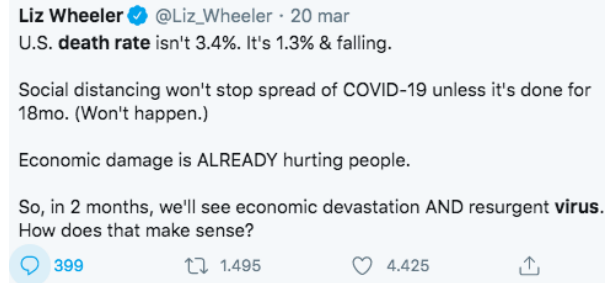 Liz Wheeler @Liz_Wheeler · 20 mar
U.S. death rate isn't 3.4%. It's 1.3% & falling.
Social distancing won't stop spread of COVID-19 unless it's done for
18mo. (Won't happen.)
Economic damage is ALREADY hurting people.
So, in 2 months, we'll see economic devastation AND resurgent virus.
How does that make sense?
399 1.495 4.425